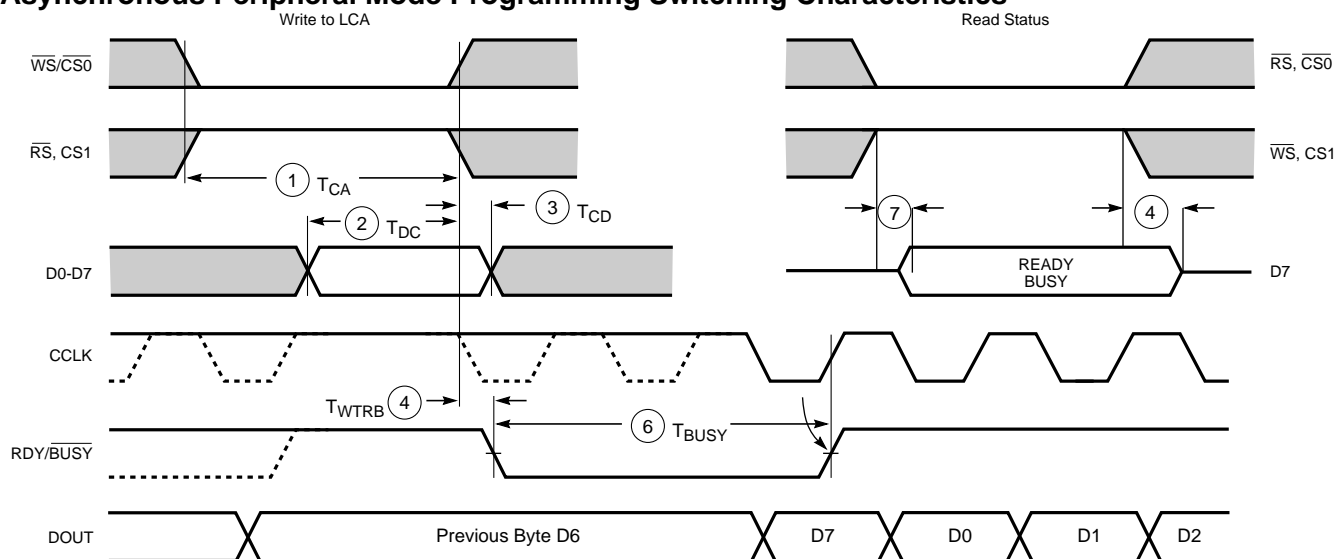 Asynchronous Peripheral Mode Programming Switching Characteristics
Write to LCA
Read Status
WS/CS0
RS, CS0
RS, CS1
WS, CS1
1 TCA
2 TDC
3 TCD
7
4
D0-D7
READY
BUSY
D7
CCLK
TWTRB 4
6 TBUSY
RDY/BUSY
DOUT
Previous Byte D6
D7
D0
D1
D2